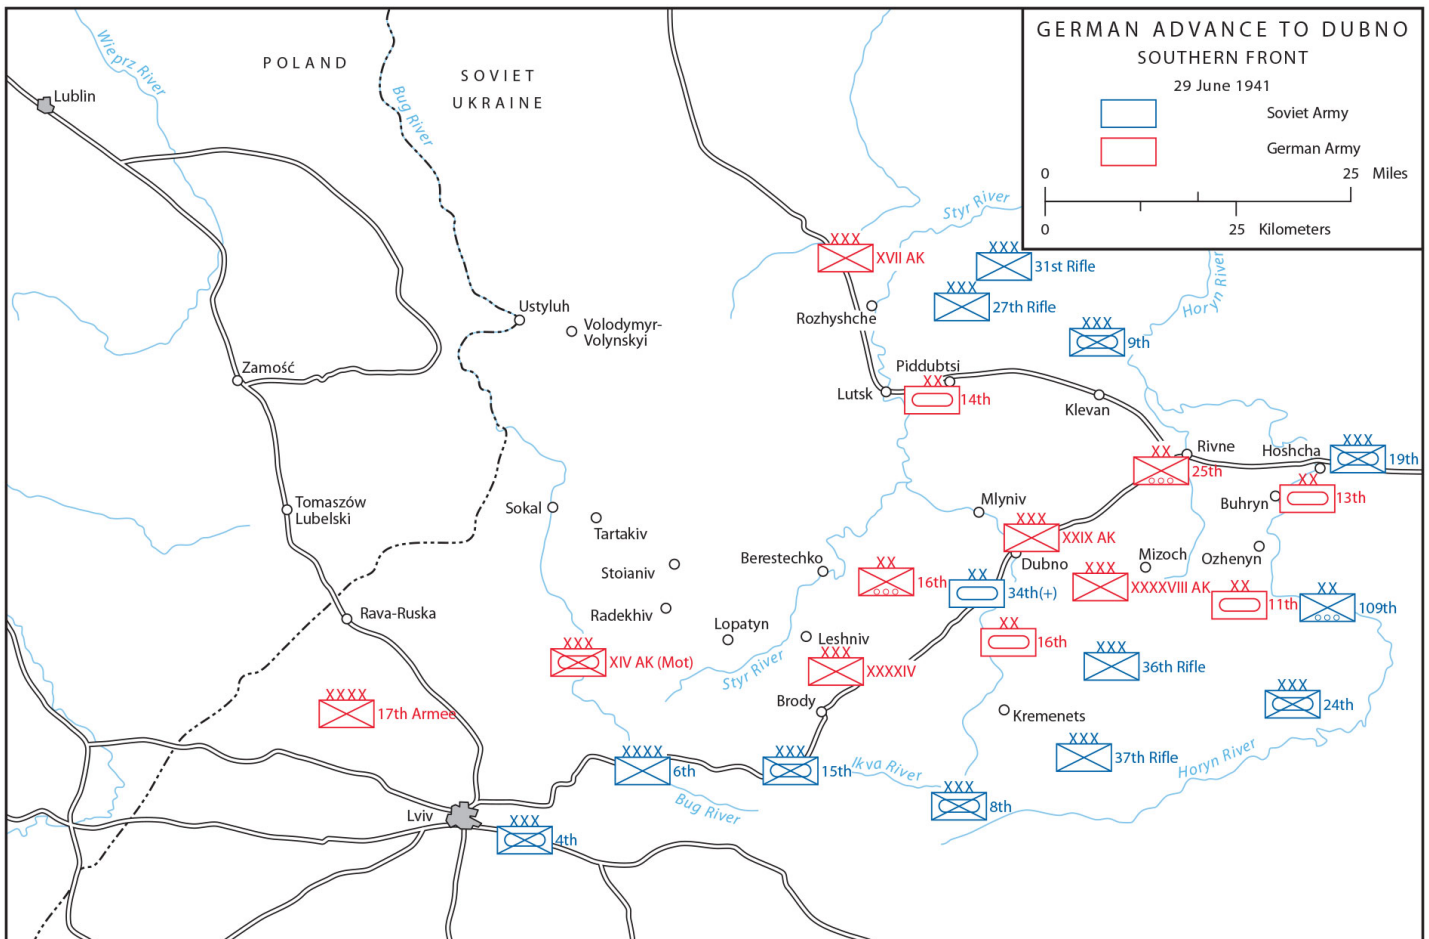 GERMAN ADVANCE TO DUBNO
SOUTHERN FRONT
29 June 1941
Soviet Army
German Army
0
25 Miles
0
25 Kilometers
POLAND
SOVIET
UKRAINE
Wieprz River
Bug River
Lublin
Styr River
Horyn River
XXX
XVII AK
XXX
31st Rifle
XXX
27th Rifle
XXX
9th
Ustyluh
Volodymyr-
Volynskyi
Rozhyshche
Zamość
Piddubtsi
Lutsk
XX
14th
Klevan
Rivne
XX
25th
Hoshcha
XXX
19th
Buhryn
XX
13th
Tomaszów
Lubelski
Sokal
Tartakiv
Mlyniv
XXX
XXIX AK
Dubno
Mizoch
Ozhenyn
Stoianiv
Berestechko
XX
16th
XX
34th(+)
XXX
XXXXVIII AK
XX
11th
XX
109th
Rava-Ruska
Radekhiv
Lopatyn
Leshniv
XX
16th
XXX
XIV AK (Mot)
Styr River
XXX
XXXXIV
XXX
36th Rifle
XXXX
17th Armee
Brody
Kremenets
XXX
24th
XXXX
6th
XXX
15th
Ikva River
XXX
37th Rifle
Horyn River
Bug River
XXX
8th
Lviv
XXX
4th